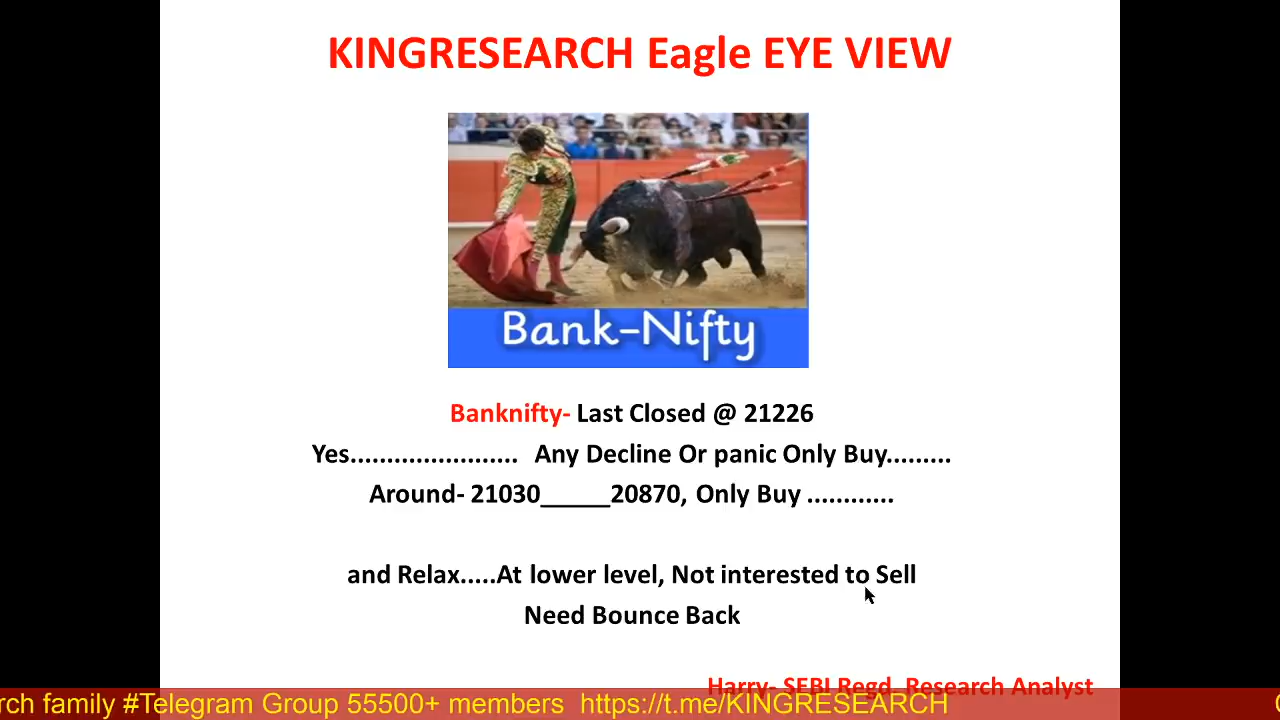 KINGRESEARCH Eagle EYE VIEW
Bank-Nifty
Banknifty- Last Closed @ 21226
Yes....................... Any Decline Or panic Only Buy.........
Around- 21030_____20870, Only Buy ............
and Relax.....At lower level, Not interested to Sell
Need Bounce Back
Harry- SEBI Regd. Research Analyst
rch family #Telegram Group 55500+ members https://t.me/KINGRESEARCH